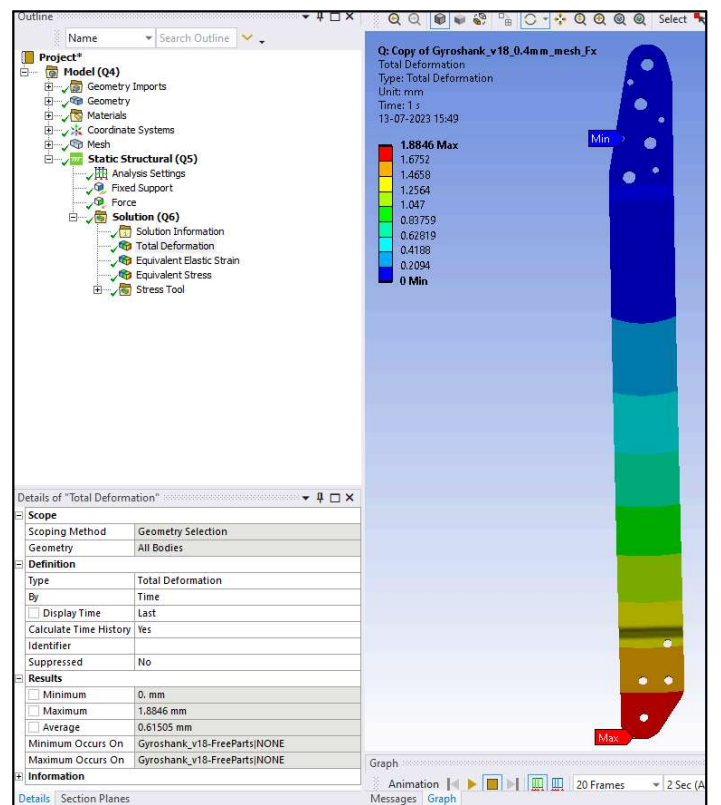 Outline
Name
Search Outline
Project*
Model (Q4)
Geometry Imports
Geometry
Materials
Coordinate Systems
Mesh
Static Structural (Q5)
Analysis Settings
Fixed Support
Force
Solution (Q6)
Solution Information
Total Deformation
Equivalent Elastic Strain
Equivalent Stress
Stress Tool
Details of "Total Deformation"
Scope
Scoping Method Geometry Selection
Geometry All Bodies
Definition
Type Total Deformation
By Time
Display Time Last
Calculate Time History Yes
Identifier
Suppressed No
Results
Minimum 0. mm
Maximum 1.8846 mm
Average 0.61505 mm
Minimum Occurs On Gyroshank_v18-FreeParts|NONE
Maximum Occurs On Gyroshank_v18-FreeParts|NONE
Information
Details Section Planes
Select
Q: Copy of Gyroshank_v18_0.4mm_mesh_Fx
Total Deformation
Type: Total Deformation
Unit: mm
Time: 1 s
13-07-2023 15:49
1.8846 Max
1.6752
1.4658
1.2564
1.047
0.83759
0.62819
0.4188
0.2094
0 Min
Min
Max
Graph
Animation 20 Frames 2 Sec (A
Messages Graph